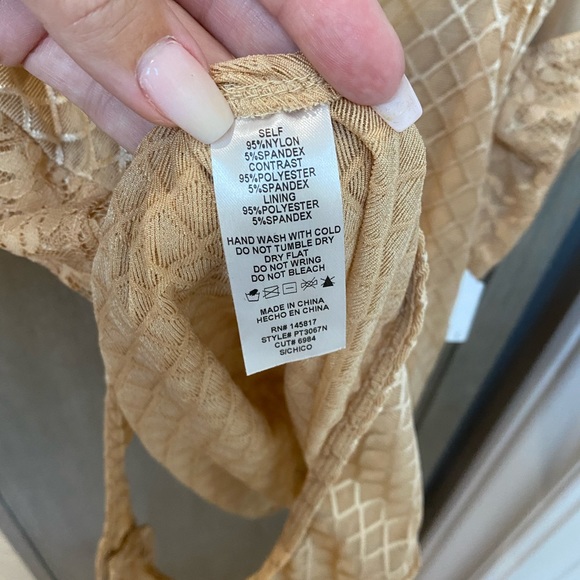 SELF
95%NYLON
5%SPANDEX
CONTRAST
95%POLYESTER
5%SPANDEX
LINING
95%POLYESTER
5%SPANDEX
HAND WASH WITH COLD
DO NOT TUMBLE DRY
DRY FLAT
DO NOT WRING
DO NOT BLEACH
MADE IN CHINA
HECHO EN CHINA
RN# 145817
STYLE# PT3067N
CUT# 6984
SICHICO